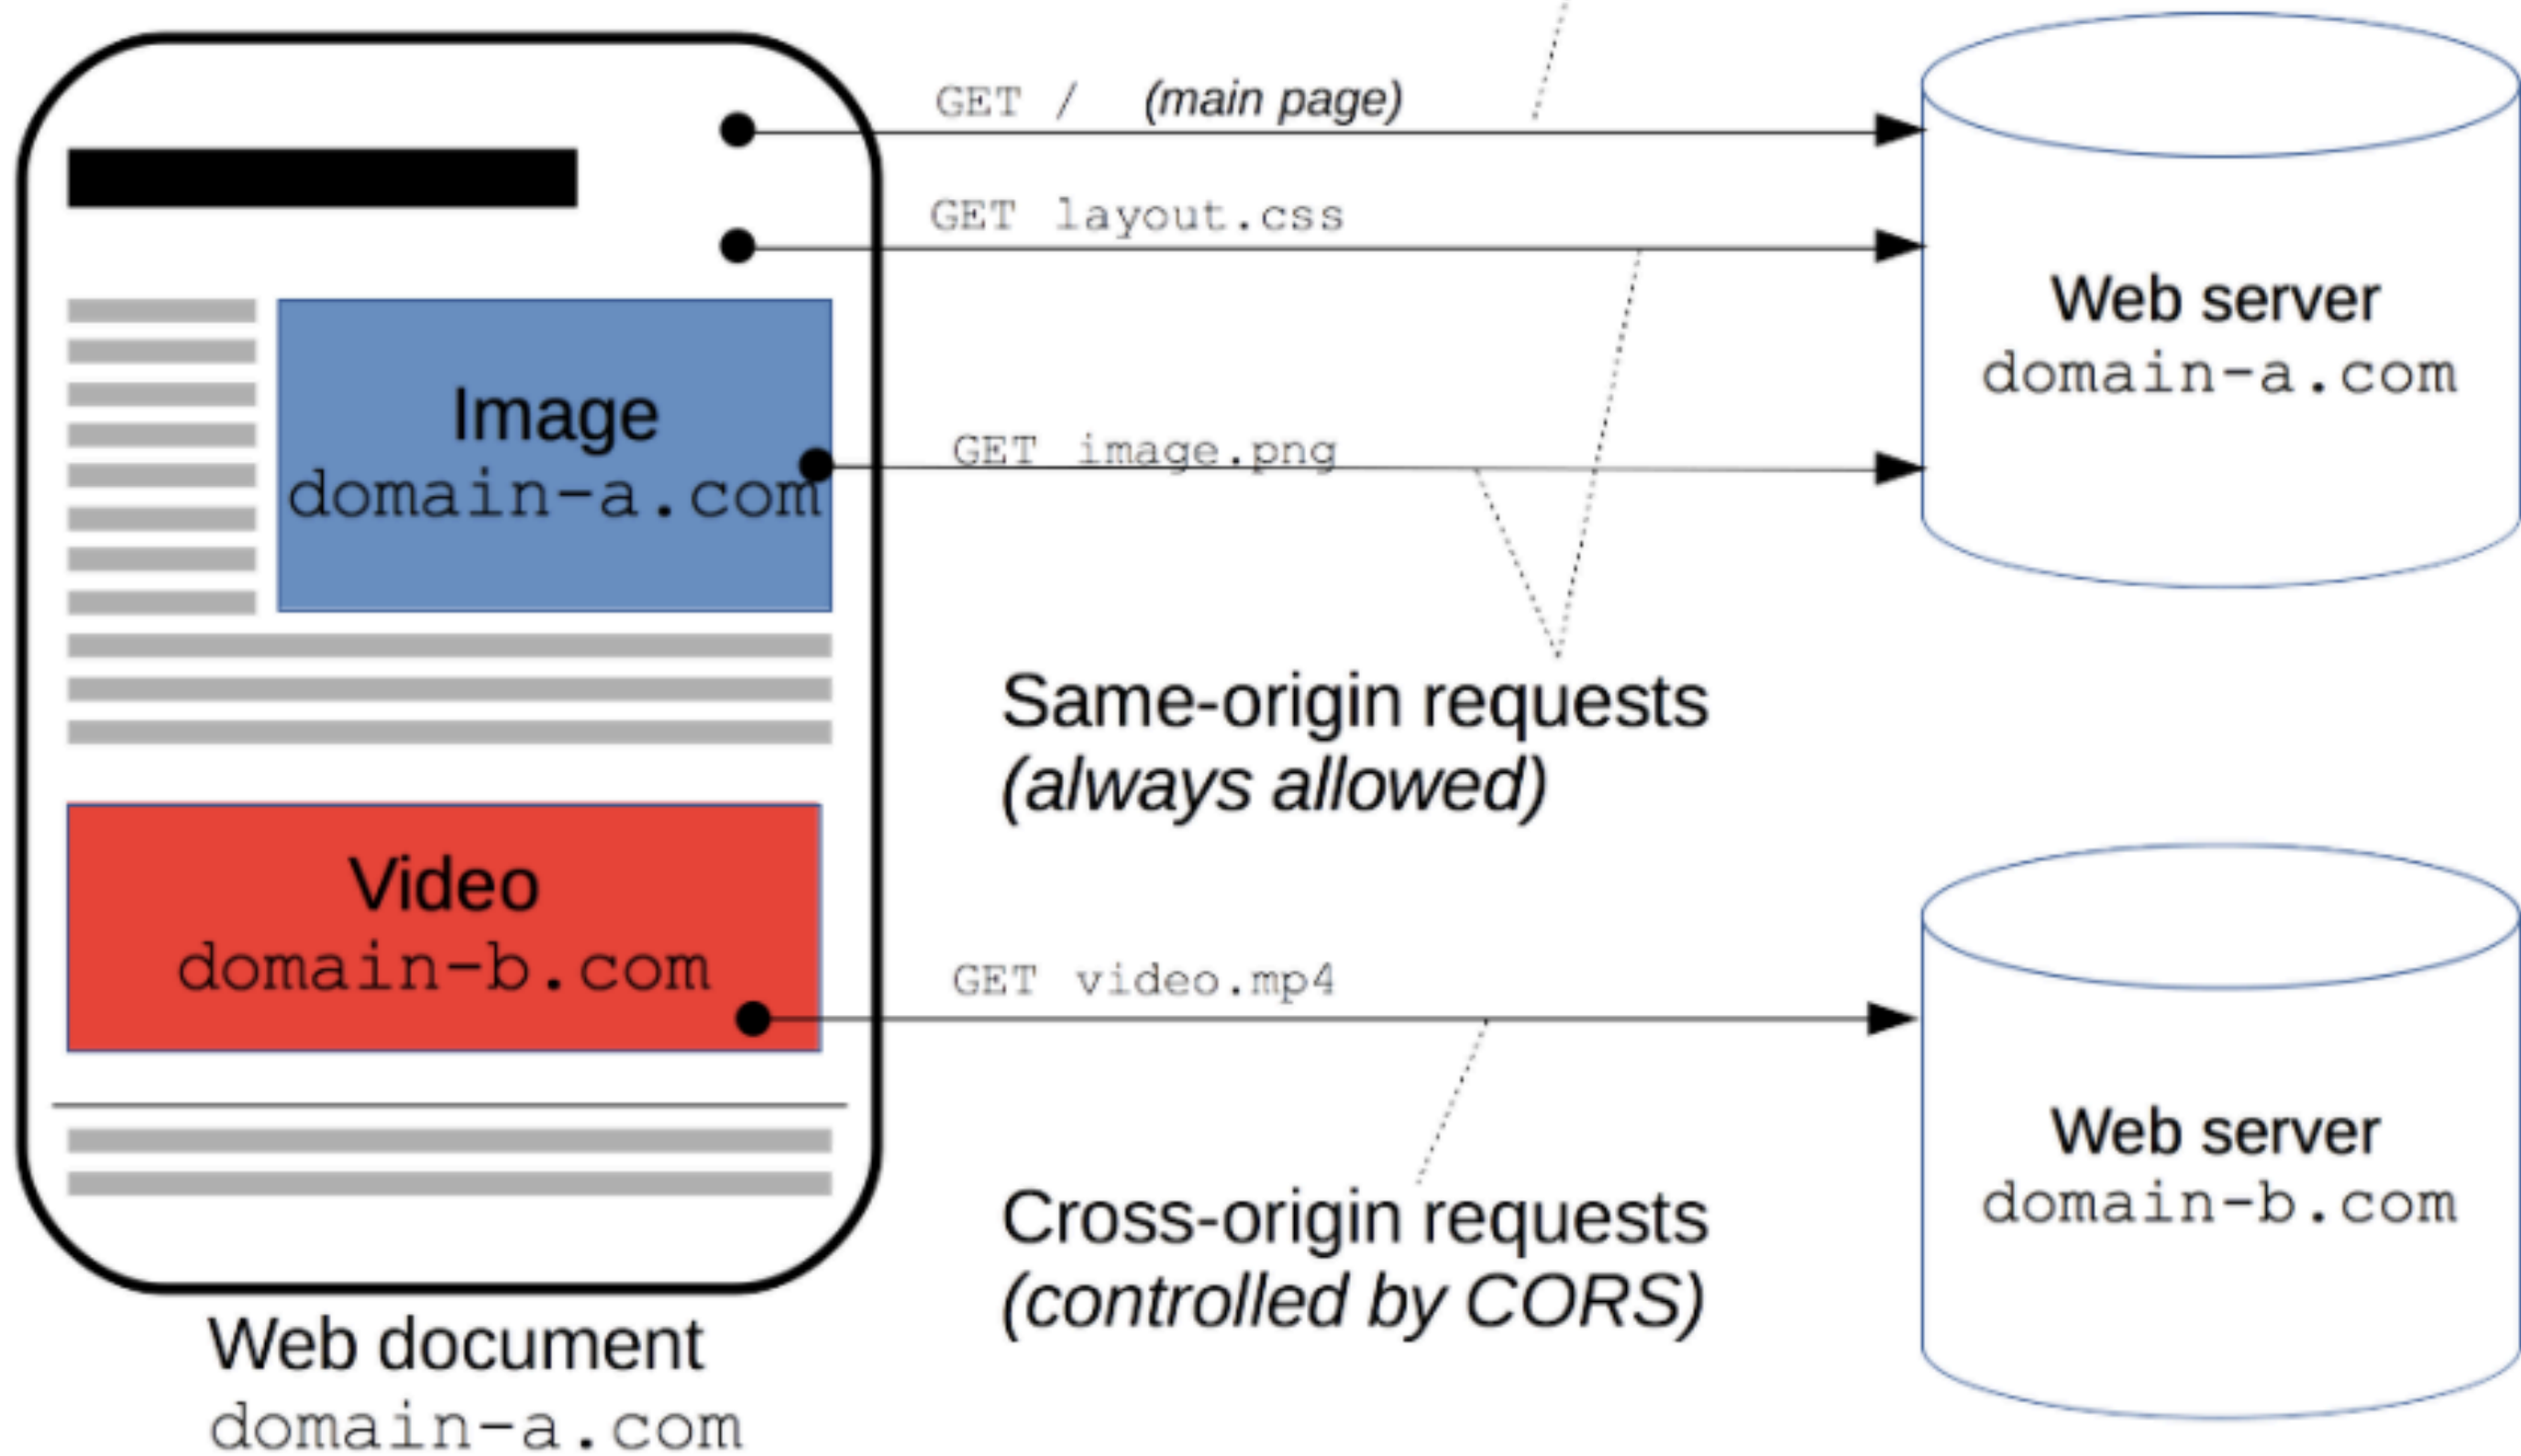 GET / (main page)
GET layout.css
Web server
domain-a.com
Image
domain-a.com
GET image.png
Same-origin requests
(always allowed)
Video
domain-b.com
GET video.mp4
Web server
domain-b.com
Cross-origin requests
(controlled by CORS)
Web document
domain-a.com